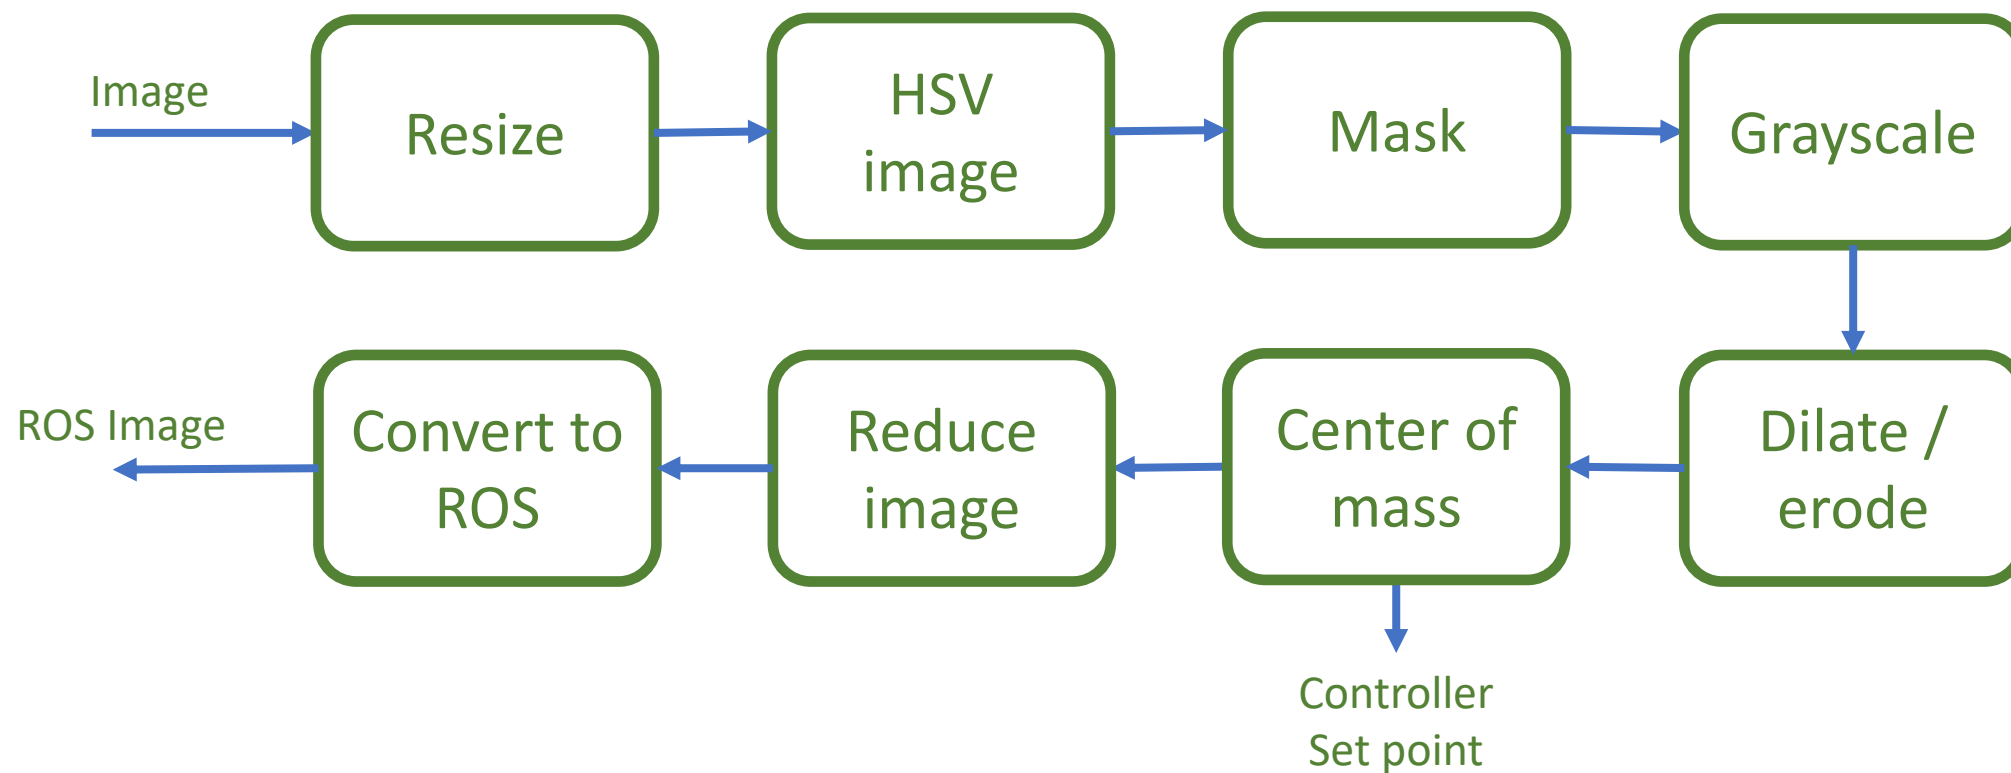 Image
Resize
HSV
image
Mask
Grayscale
ROS Image
Convert to
ROS
Reduce
image
Center of
mass
Dilate /
erode
Controller
Set point